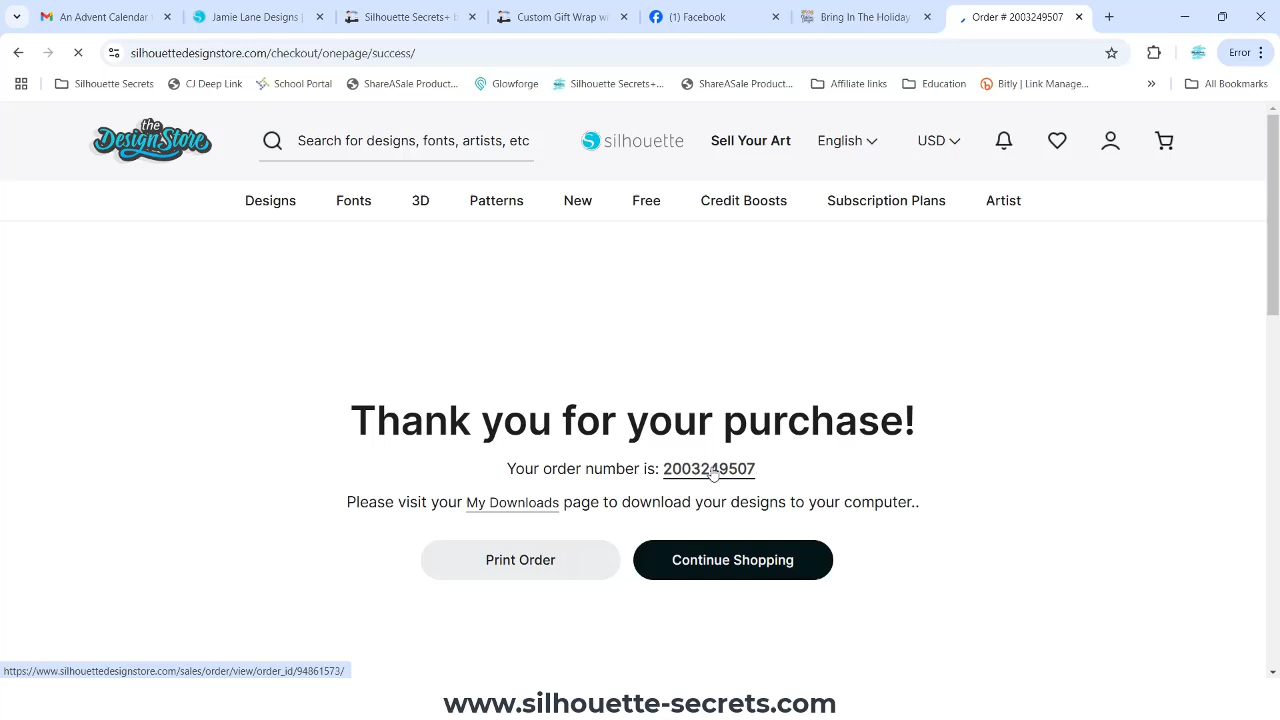 An Advent Calendar
Jamie Lane Designs
Silhouette Secrets -
Custom Gift Wrap wi
(1) Facebook
Bring In The Holiday
Order # 2003249507
silhouettedesignstore.com/checkout/onepage/success/
Error
Silhouette Secrets
CJ Deep Link
School Portal
ShareASale Produc...
Glowforge
Silhouette Secrets+...
ShareASale Product...
Affiliate links
Education
Bitly | Link Manage...
All Bookmarks
the Design Store
Search for designs, fonts, artists, etc
silhouette
Sell Your Art
English
USD
Designs
Fonts
3D
Patterns
New
Free
Credit Boosts
Subscription Plans
Artist
Thank you for your purchase!
Your order number is: 2003249507.
Please visit your My Downloads page to download your designs to your computer..
Print Order
Continue Shopping
https://www.silhouettedesignstore.com/sales/order/view/order_id/94861573/
www.silhouette-secrets.com